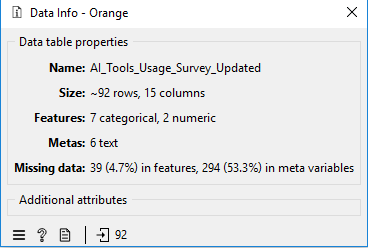 Data Info - Orange
Data table properties
Name: AI_Tools_Usage_Survey_Updated
Size: ~92 rows, 15 columns
Features: 7 categorical, 2 numeric
Metas: 6 text
Missing data: 39 (4.7%) in features, 294 (53.3%) in meta variables
Additional attributes
? 92